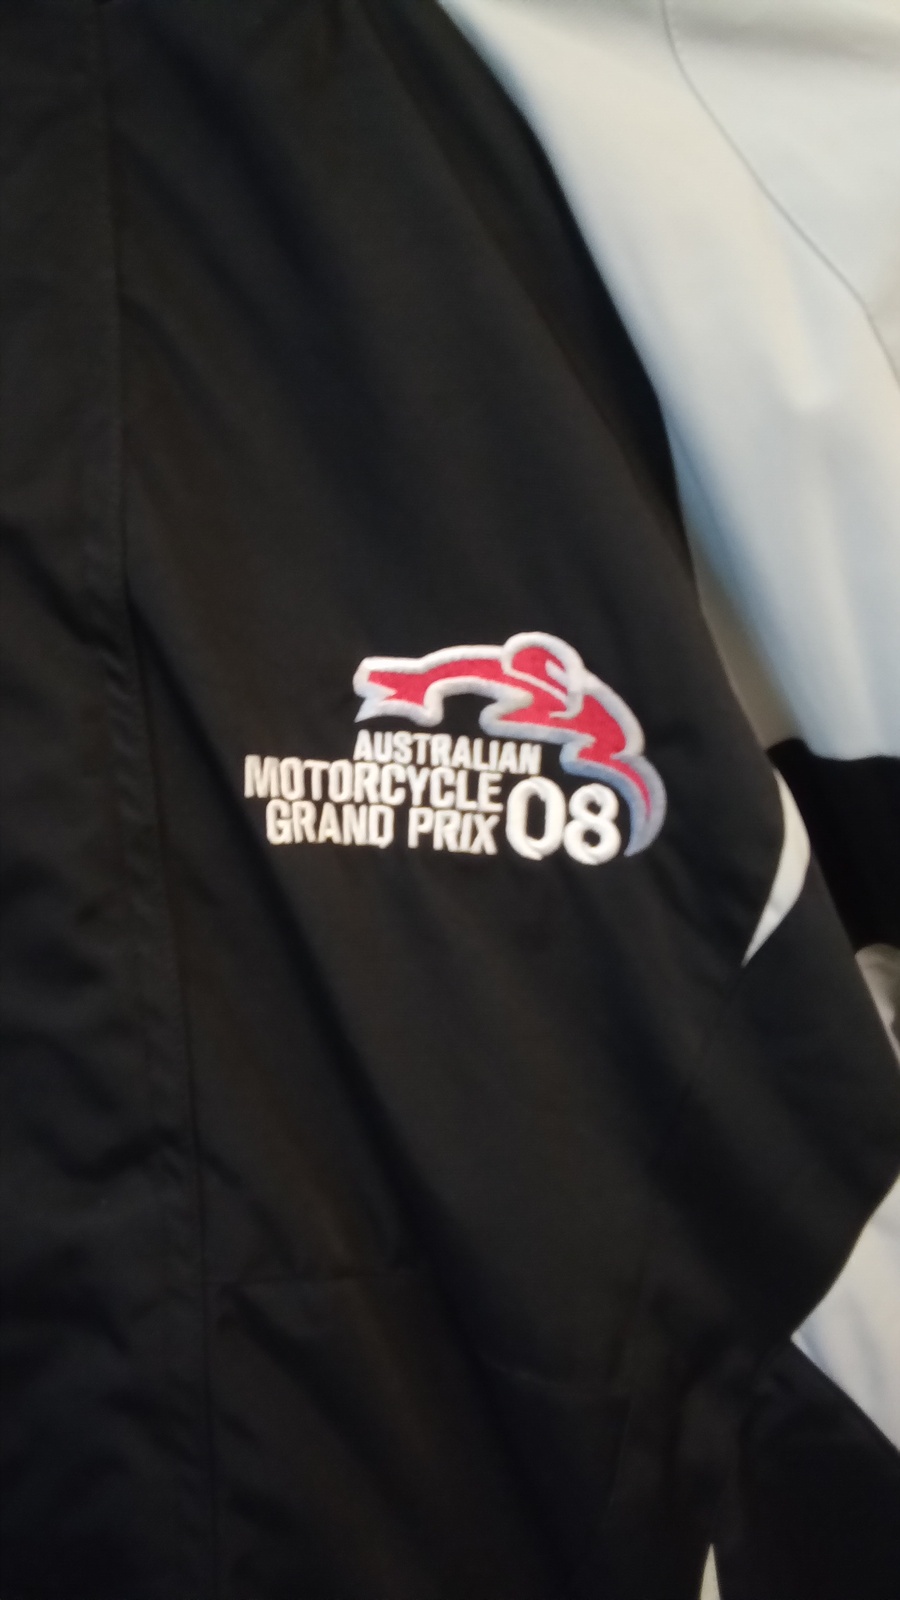 AUSTRALIAN
MOTORCYCLE
GRAND PRIX 08